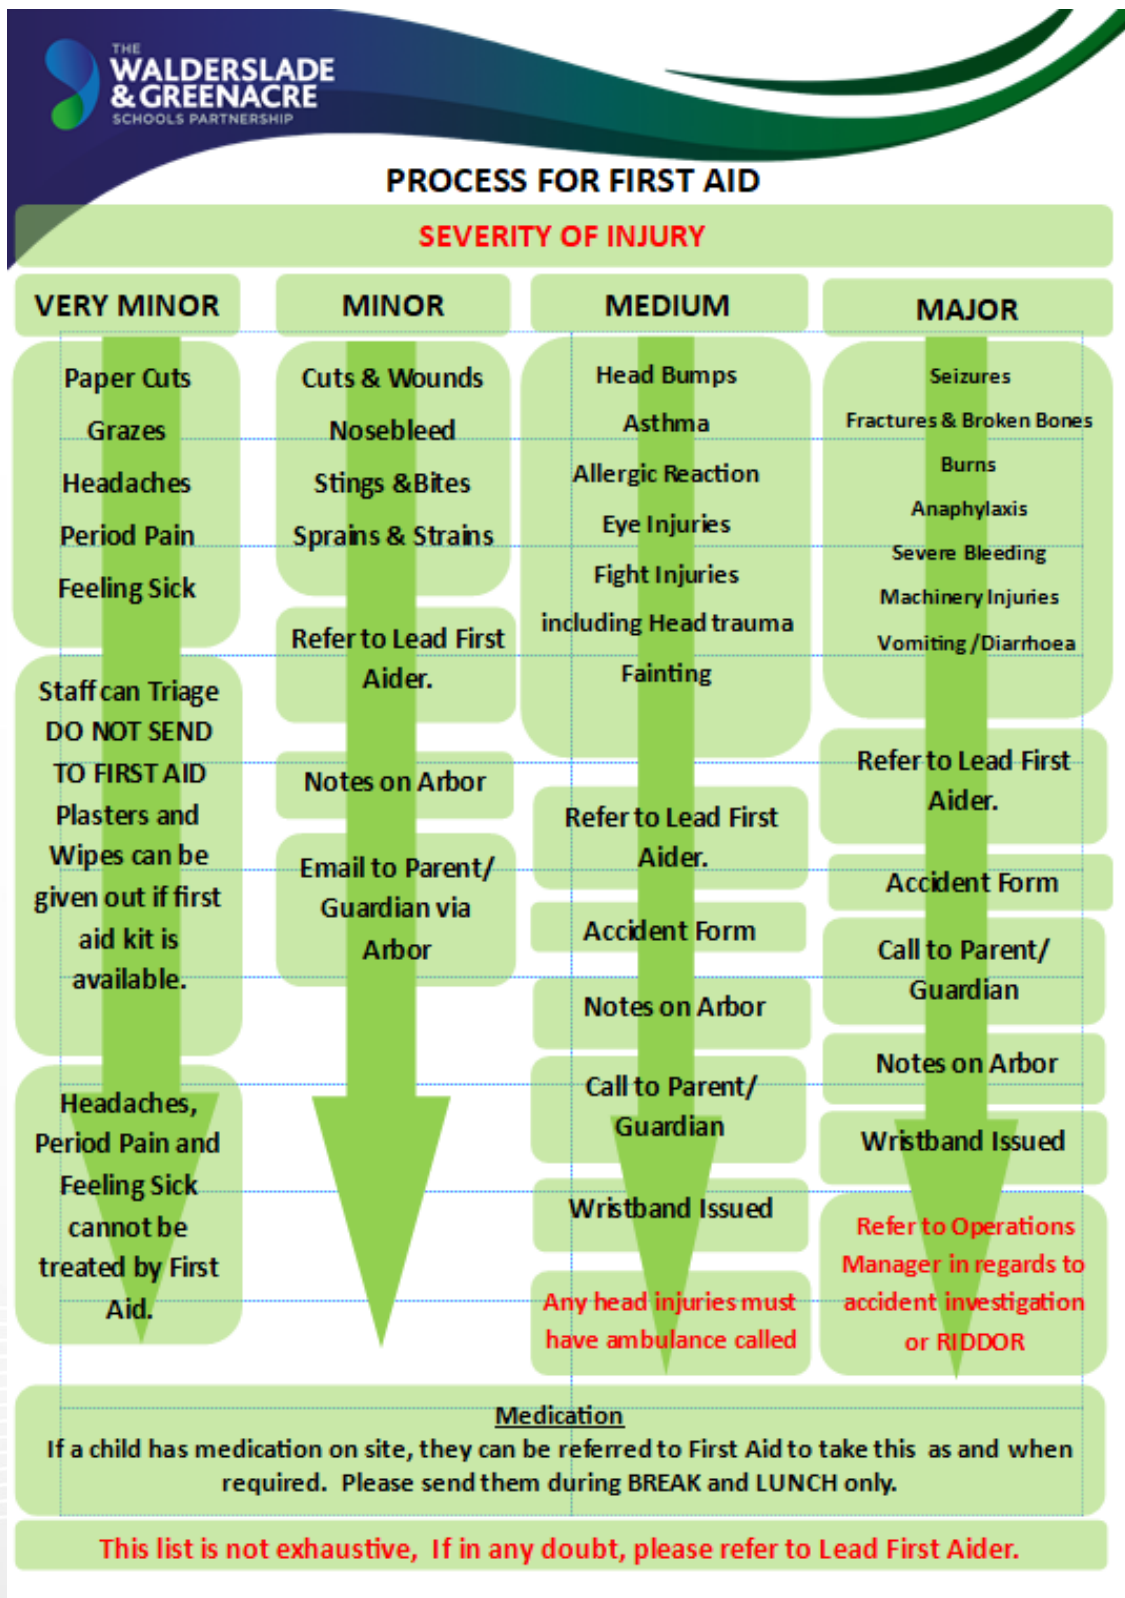 THE
WALDERSLADE
& GREENACRE
SCHOOLS PARTNERSHIP
PROCESS FOR FIRST AID
SEVERITY OF INJURY
VERY MINOR
Paper Cuts
Grazes
Headaches
Period Pain
Feeling Sick
Staff can Triage
DO NOT SEND
TO FIRST AID
Plasters and
Wipes can be
given out if first
aid kit is
available.
Headaches,
Period Pain and
Feeling Sick
cannot be
treated by First
Aid.
MINOR
Cuts & Wounds
Nosebleed
Stings &Bites
Sprains & Strains
Refer to Lead First
Aider.
Notes on Arbor
Email to Parent/
Guardian via
Arbor
MEDIUM
Head Bumps
Asthma
Allergic Reaction
Eye Injuries
Fight Injuries
including Head trauma
Fainting
Refer to Lead First
Aider.
Accident Form
Notes on Arbor
Call to Parent/
Guardian
Wristband Issued
Any head injuries must
have ambulance called
MAJOR
Seizures
Fractures & Broken Bones
Burns
Anaphylaxis
Severe Bleeding
Machinery Injuries
Vomiting /Diarrhoea
Refer to Lead First
Aider.
Accident Form
Call to Parent/
Guardian
Notes on Arbor
Wristband Issued
Refer to Operations
Manager in regards to
accident investigation
or RIDDOR
Medication
If a child has medication on site, they can be referred to First Aid to take this as and when
required. Please send them during BREAK and LUNCH only.
This list is not exhaustive, If in any doubt, please refer to Lead First Aider.